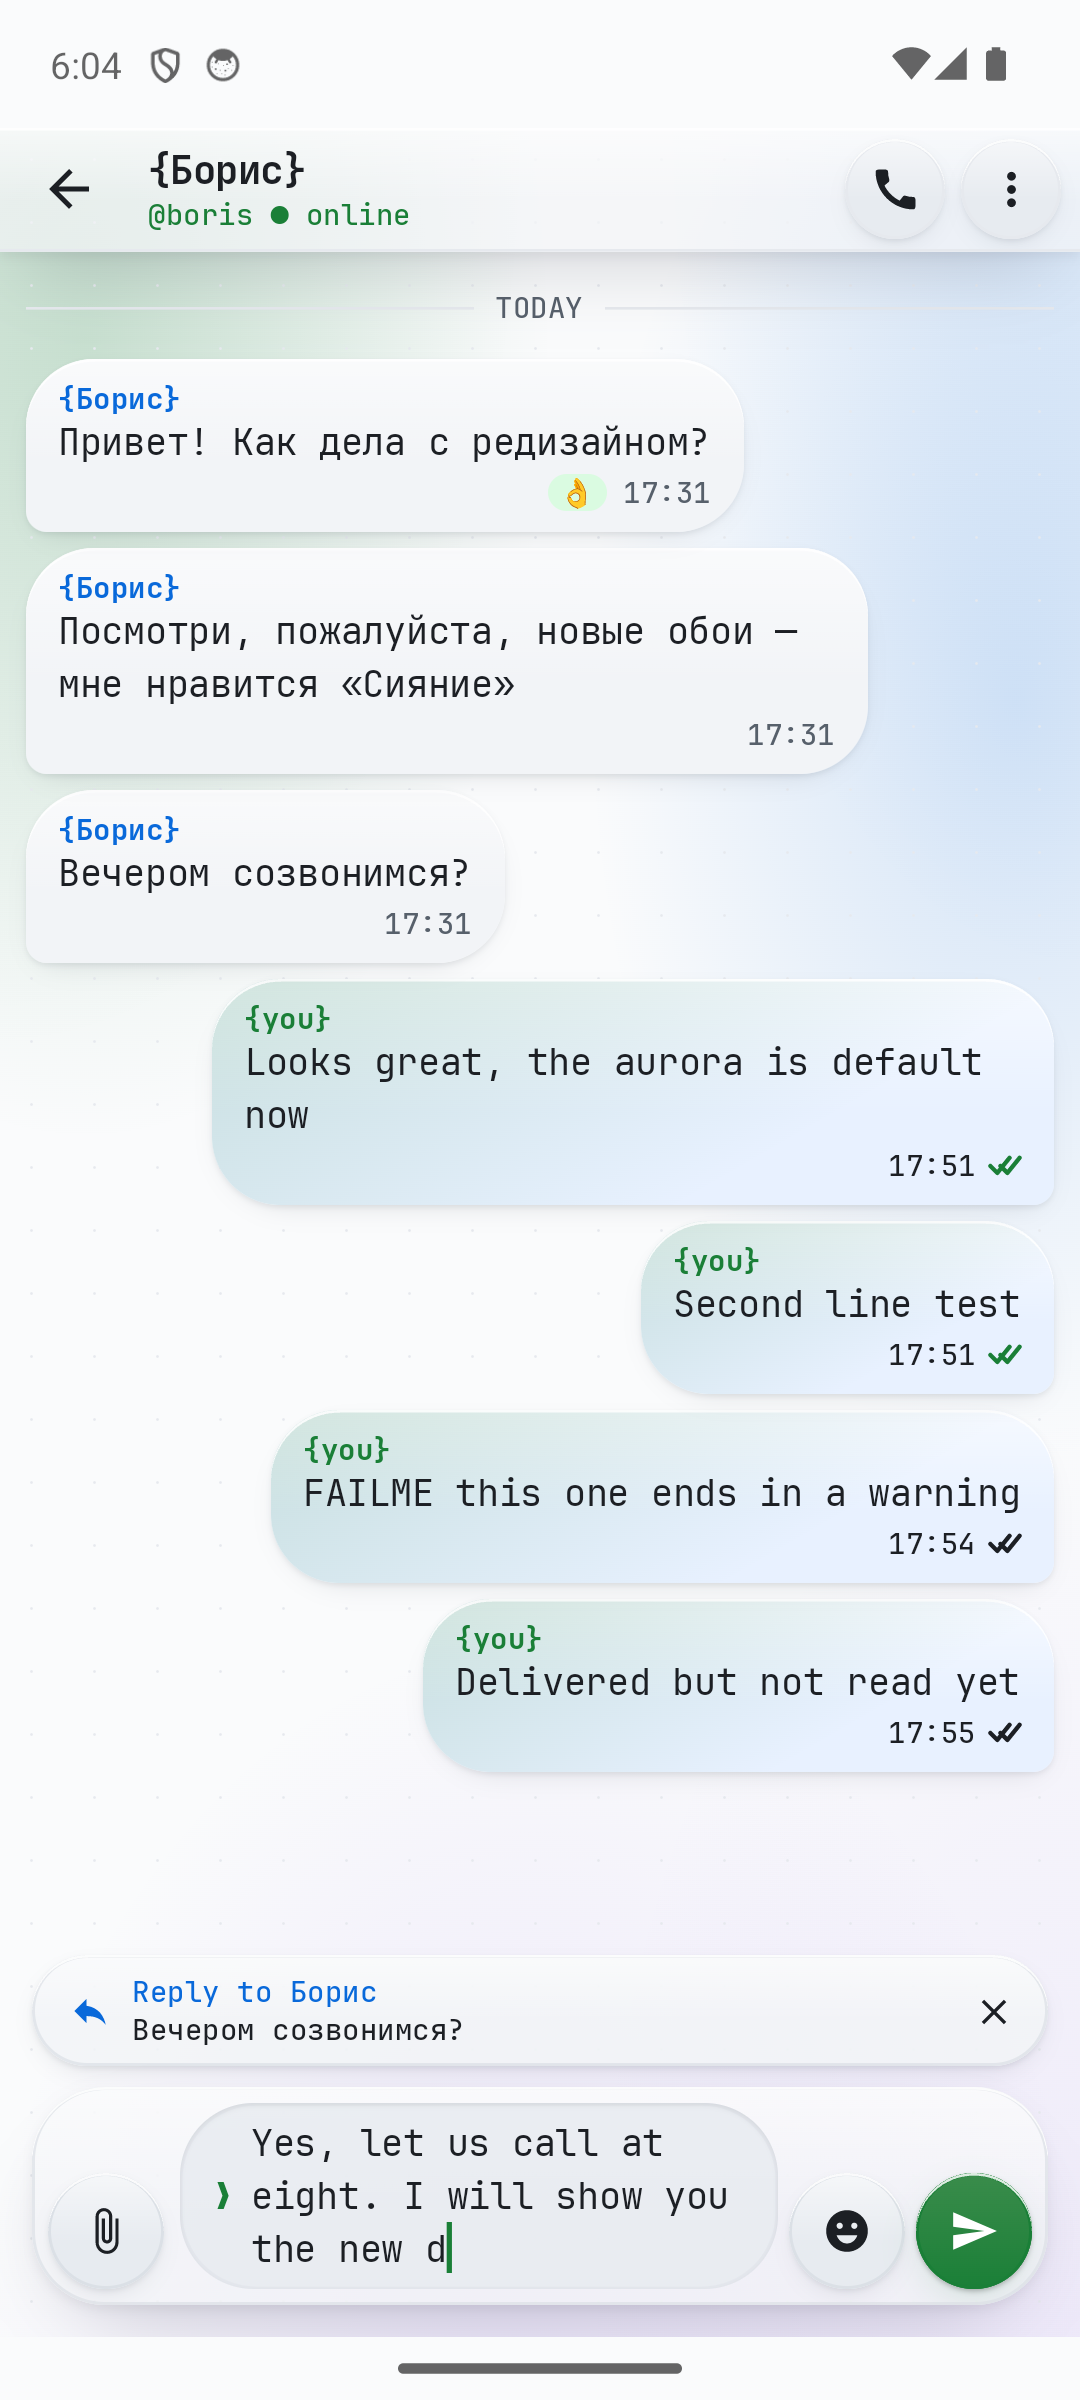 6:04
{Борис}
@boris ● online
TODAY
{Борис}
Привет! Как дела с редизайном?
👌 17:31
{Борис}
Посмотри, пожалуйста, новые обои —
мне нравится «Сияние»
17:31
{Борис}
Вечером созвонимся?
17:31
{you}
Looks great, the aurora is default
now
17:51
{you}
Second line test
17:51
{you}
FAILME this one ends in a warning
17:54
{you}
Delivered but not read yet
17:55
Reply to Борис
Вечером созвонимся?
Yes, let us call at
❯ eight. I will show you
the new d